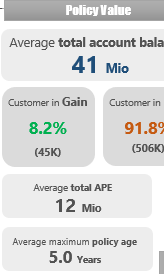 Policy Value
Average total account bala
41 Mio
Customer in Gain
8.2%
(45K)
Customer in
91.8%
(506K)
Average total APE
12 Mio
Average maximum policy age
5.0 Years